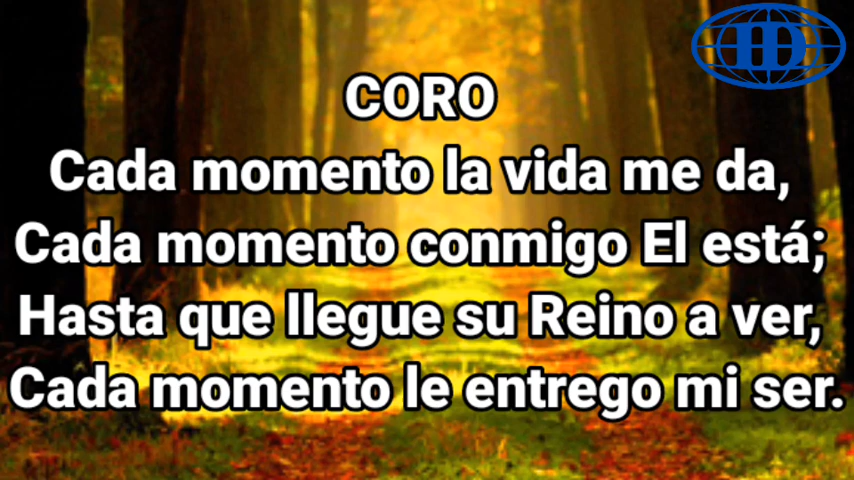 ID
CORO
Cada momento la vida me da,
Cada momento conmigo El está;
Hasta que llegue su Reino a ver,
Cada momento le entrego mi ser.